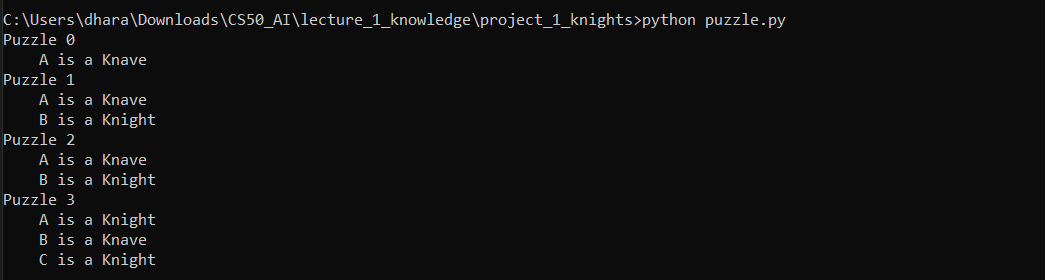 C:\Users\dhara\Downloads\CS50_AI\lecture_1_knowledge\project_1_knights>python puzzle.py
Puzzle 0
    A is a Knave
Puzzle 1
    A is a Knave
    B is a Knight
Puzzle 2
    A is a Knave
    B is a Knight
Puzzle 3
    A is a Knight
    B is a Knave
    C is a Knight